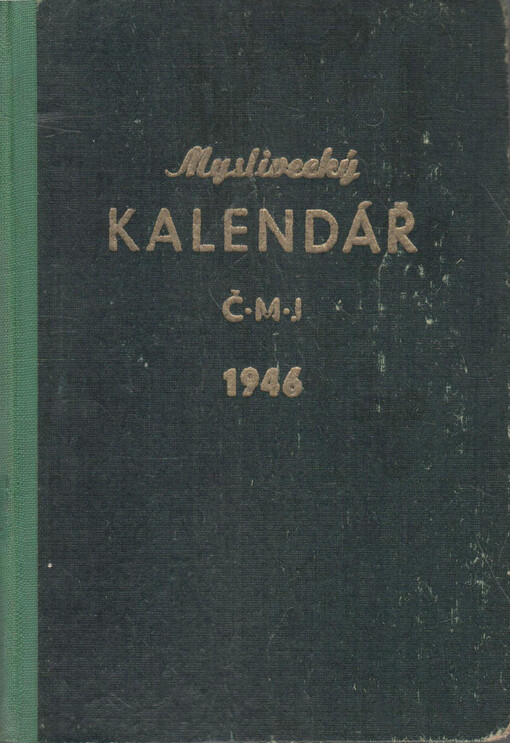 Myslivecký
KALENDÁŘ
Č·M·J
1946